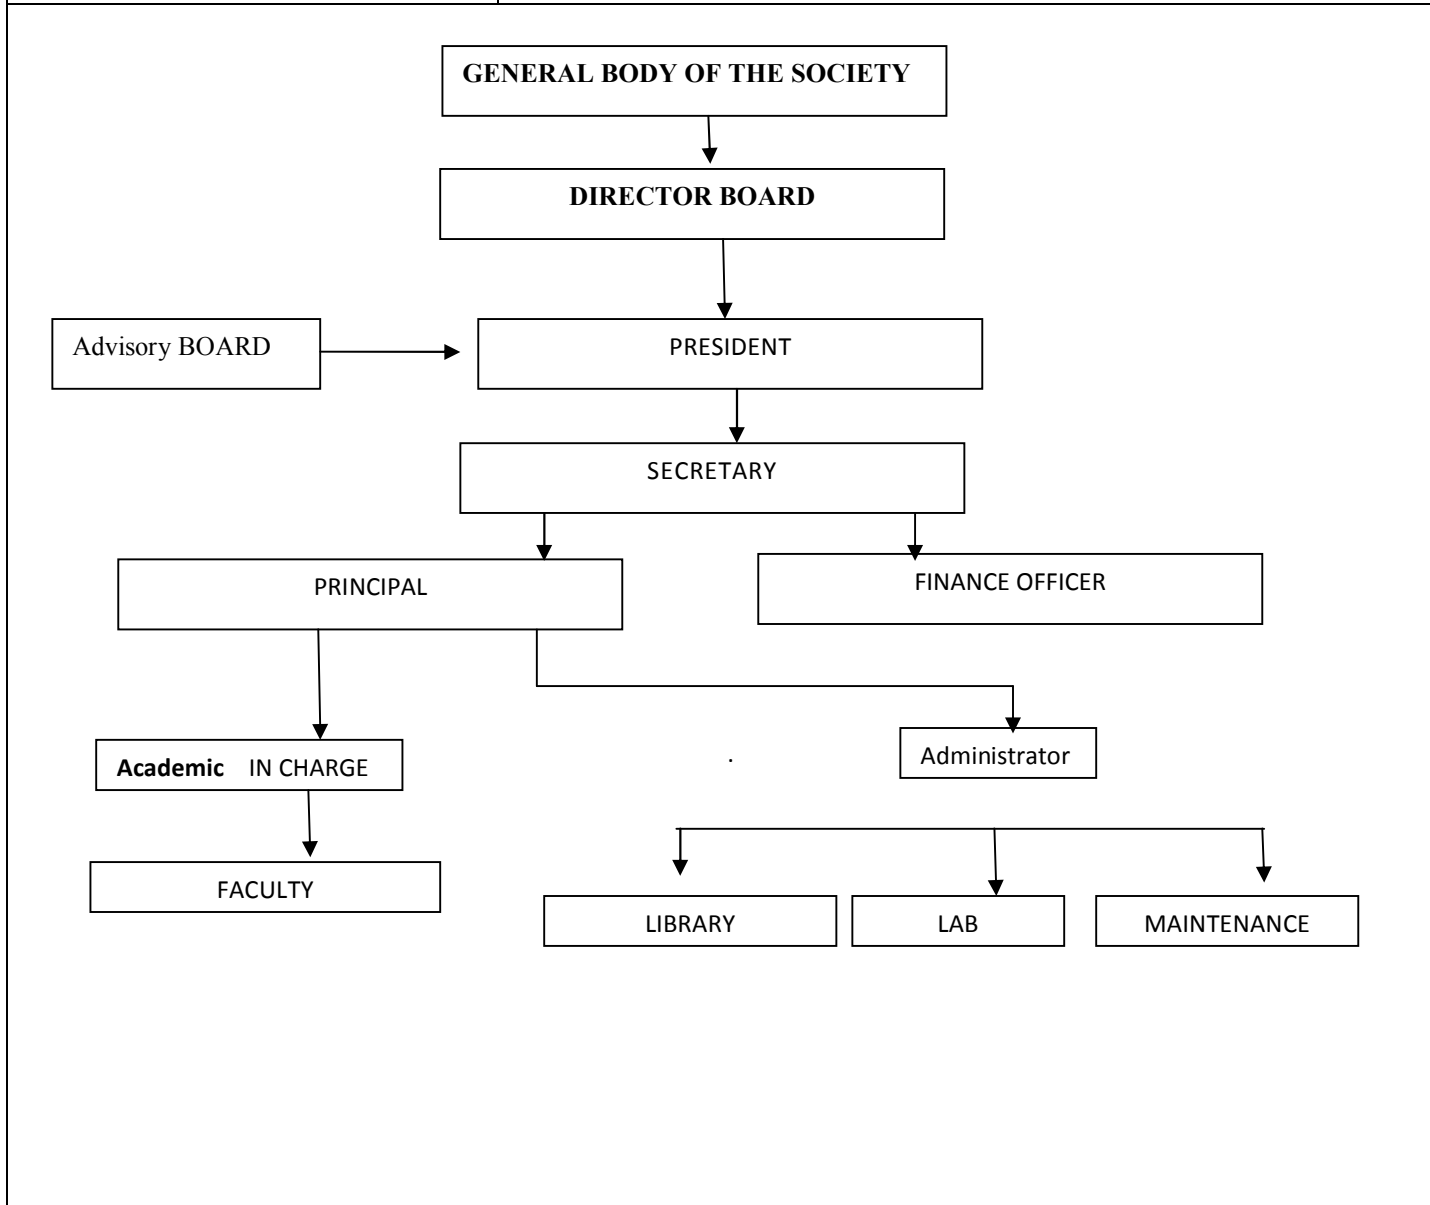 GENERAL BODY OF THE SOCIETY
DIRECTOR BOARD
Advisory BOARD
PRESIDENT
SECRETARY
PRINCIPAL
FINANCE OFFICER
Academic IN CHARGE
.
Administrator
FACULTY
LIBRARY
LAB
MAINTENANCE